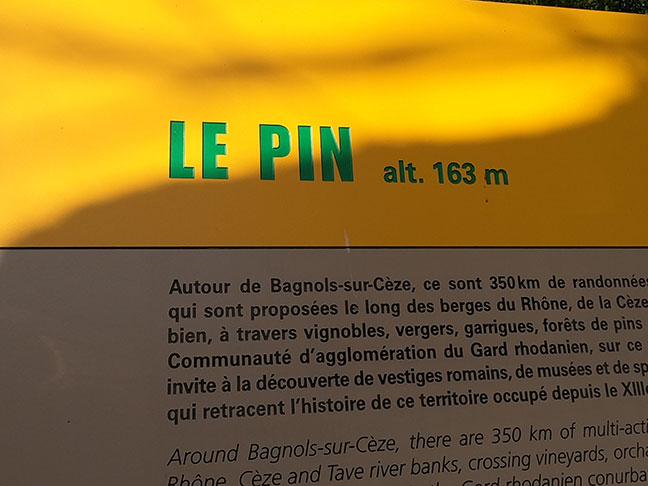 LE PIN alt. 163 m
Autour de Bagnols-sur-Cèze, ce sont 350 km de randonnées
qui sont proposées le long des berges du Rhône, de la Cèze
bien, à travers vignobles, vergers, garrigues, forêts de pins
Communauté d'agglomération du Gard rhodanien, sur ce
invite à la découverte de vestiges romains, de musées et de sp
qui retracent l'histoire de ce territoire occupé depuis le XIIIe
Around Bagnols-sur-Cèze, there are 350 km of multi-acti
Rhône, Cèze and Tave river banks, crossing vineyards, orcha
Gard rhodanien conurba